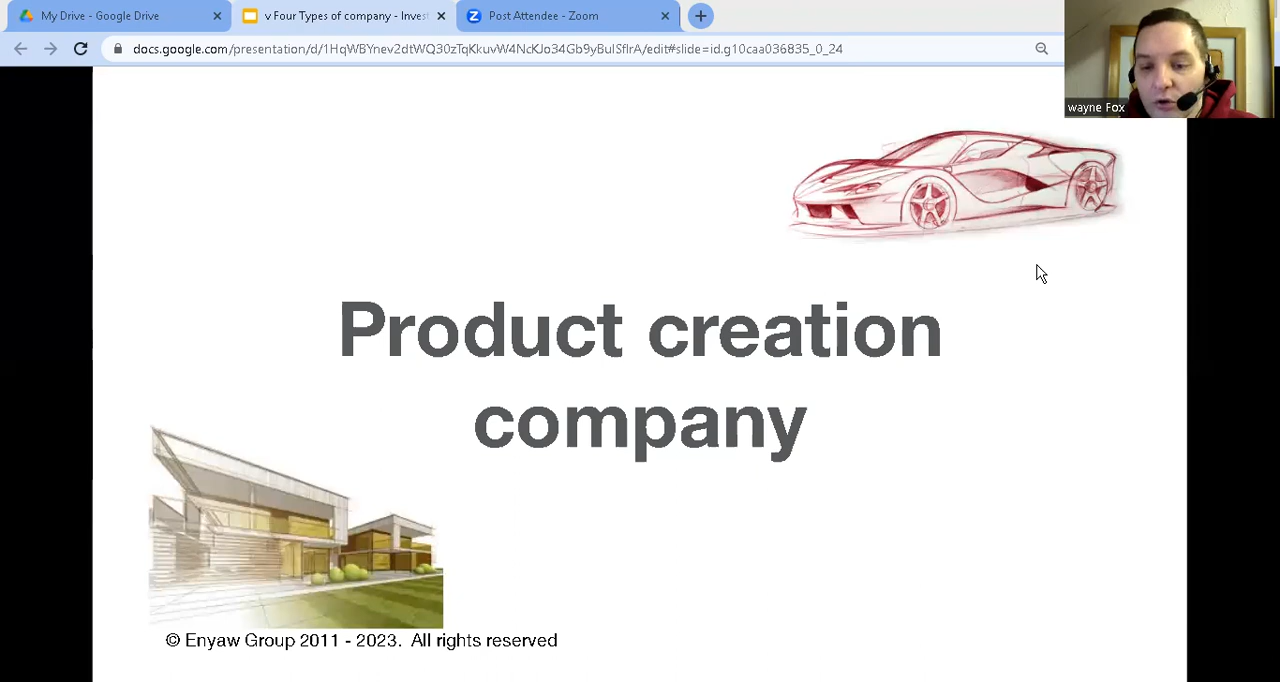 My Drive - Google Drive
v Four Types of company - Invest
Post Attendee - Zoom
docs.google.com/presentation/d/1HqWBYnev2dtWQ30zTqKkuvW4NcKJo34Gb9yBulSflrA/edit#slide=id.g10caa036835_0_24
wayne Fox
Product creation
company
© Enyaw Group 2011 - 2023. All rights reserved